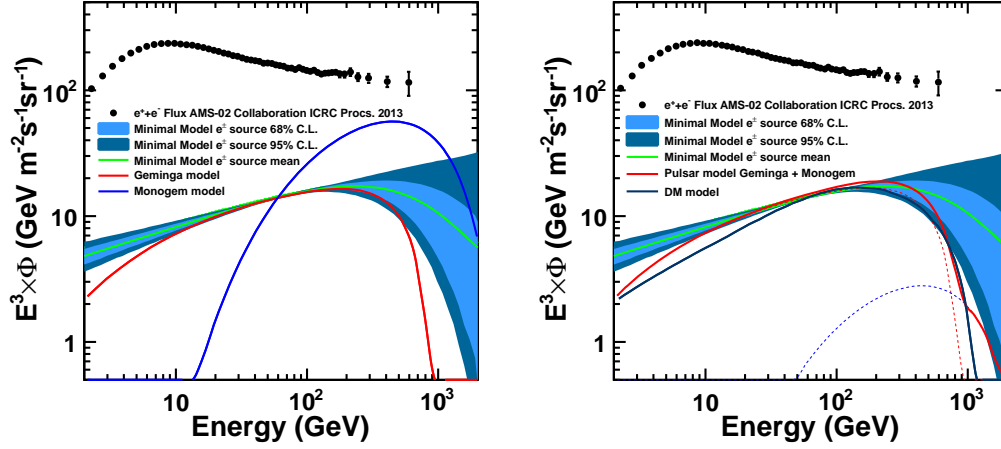 E³×Φ (GeV m⁻²s⁻¹sr⁻¹)
10²
10
1
e⁺+e⁻ Flux AMS-02 Collaboration ICRC Procs. 2013
Minimal Model e± source 68% C.L.
Minimal Model e± source 95% C.L.
Minimal Model e± source mean
Geminga model
Monogem model
10
10²
10³
Energy (GeV)
E³×Φ (GeV m⁻²s⁻¹sr⁻¹)
10²
10
1
e⁺+e⁻ Flux AMS-02 Collaboration ICRC Procs. 2013
Minimal Model e± source 68% C.L.
Minimal Model e± source 95% C.L.
Minimal Model e± source mean
Pulsar model Geminga + Monogem
DM model
10
10²
10³
Energy (GeV)